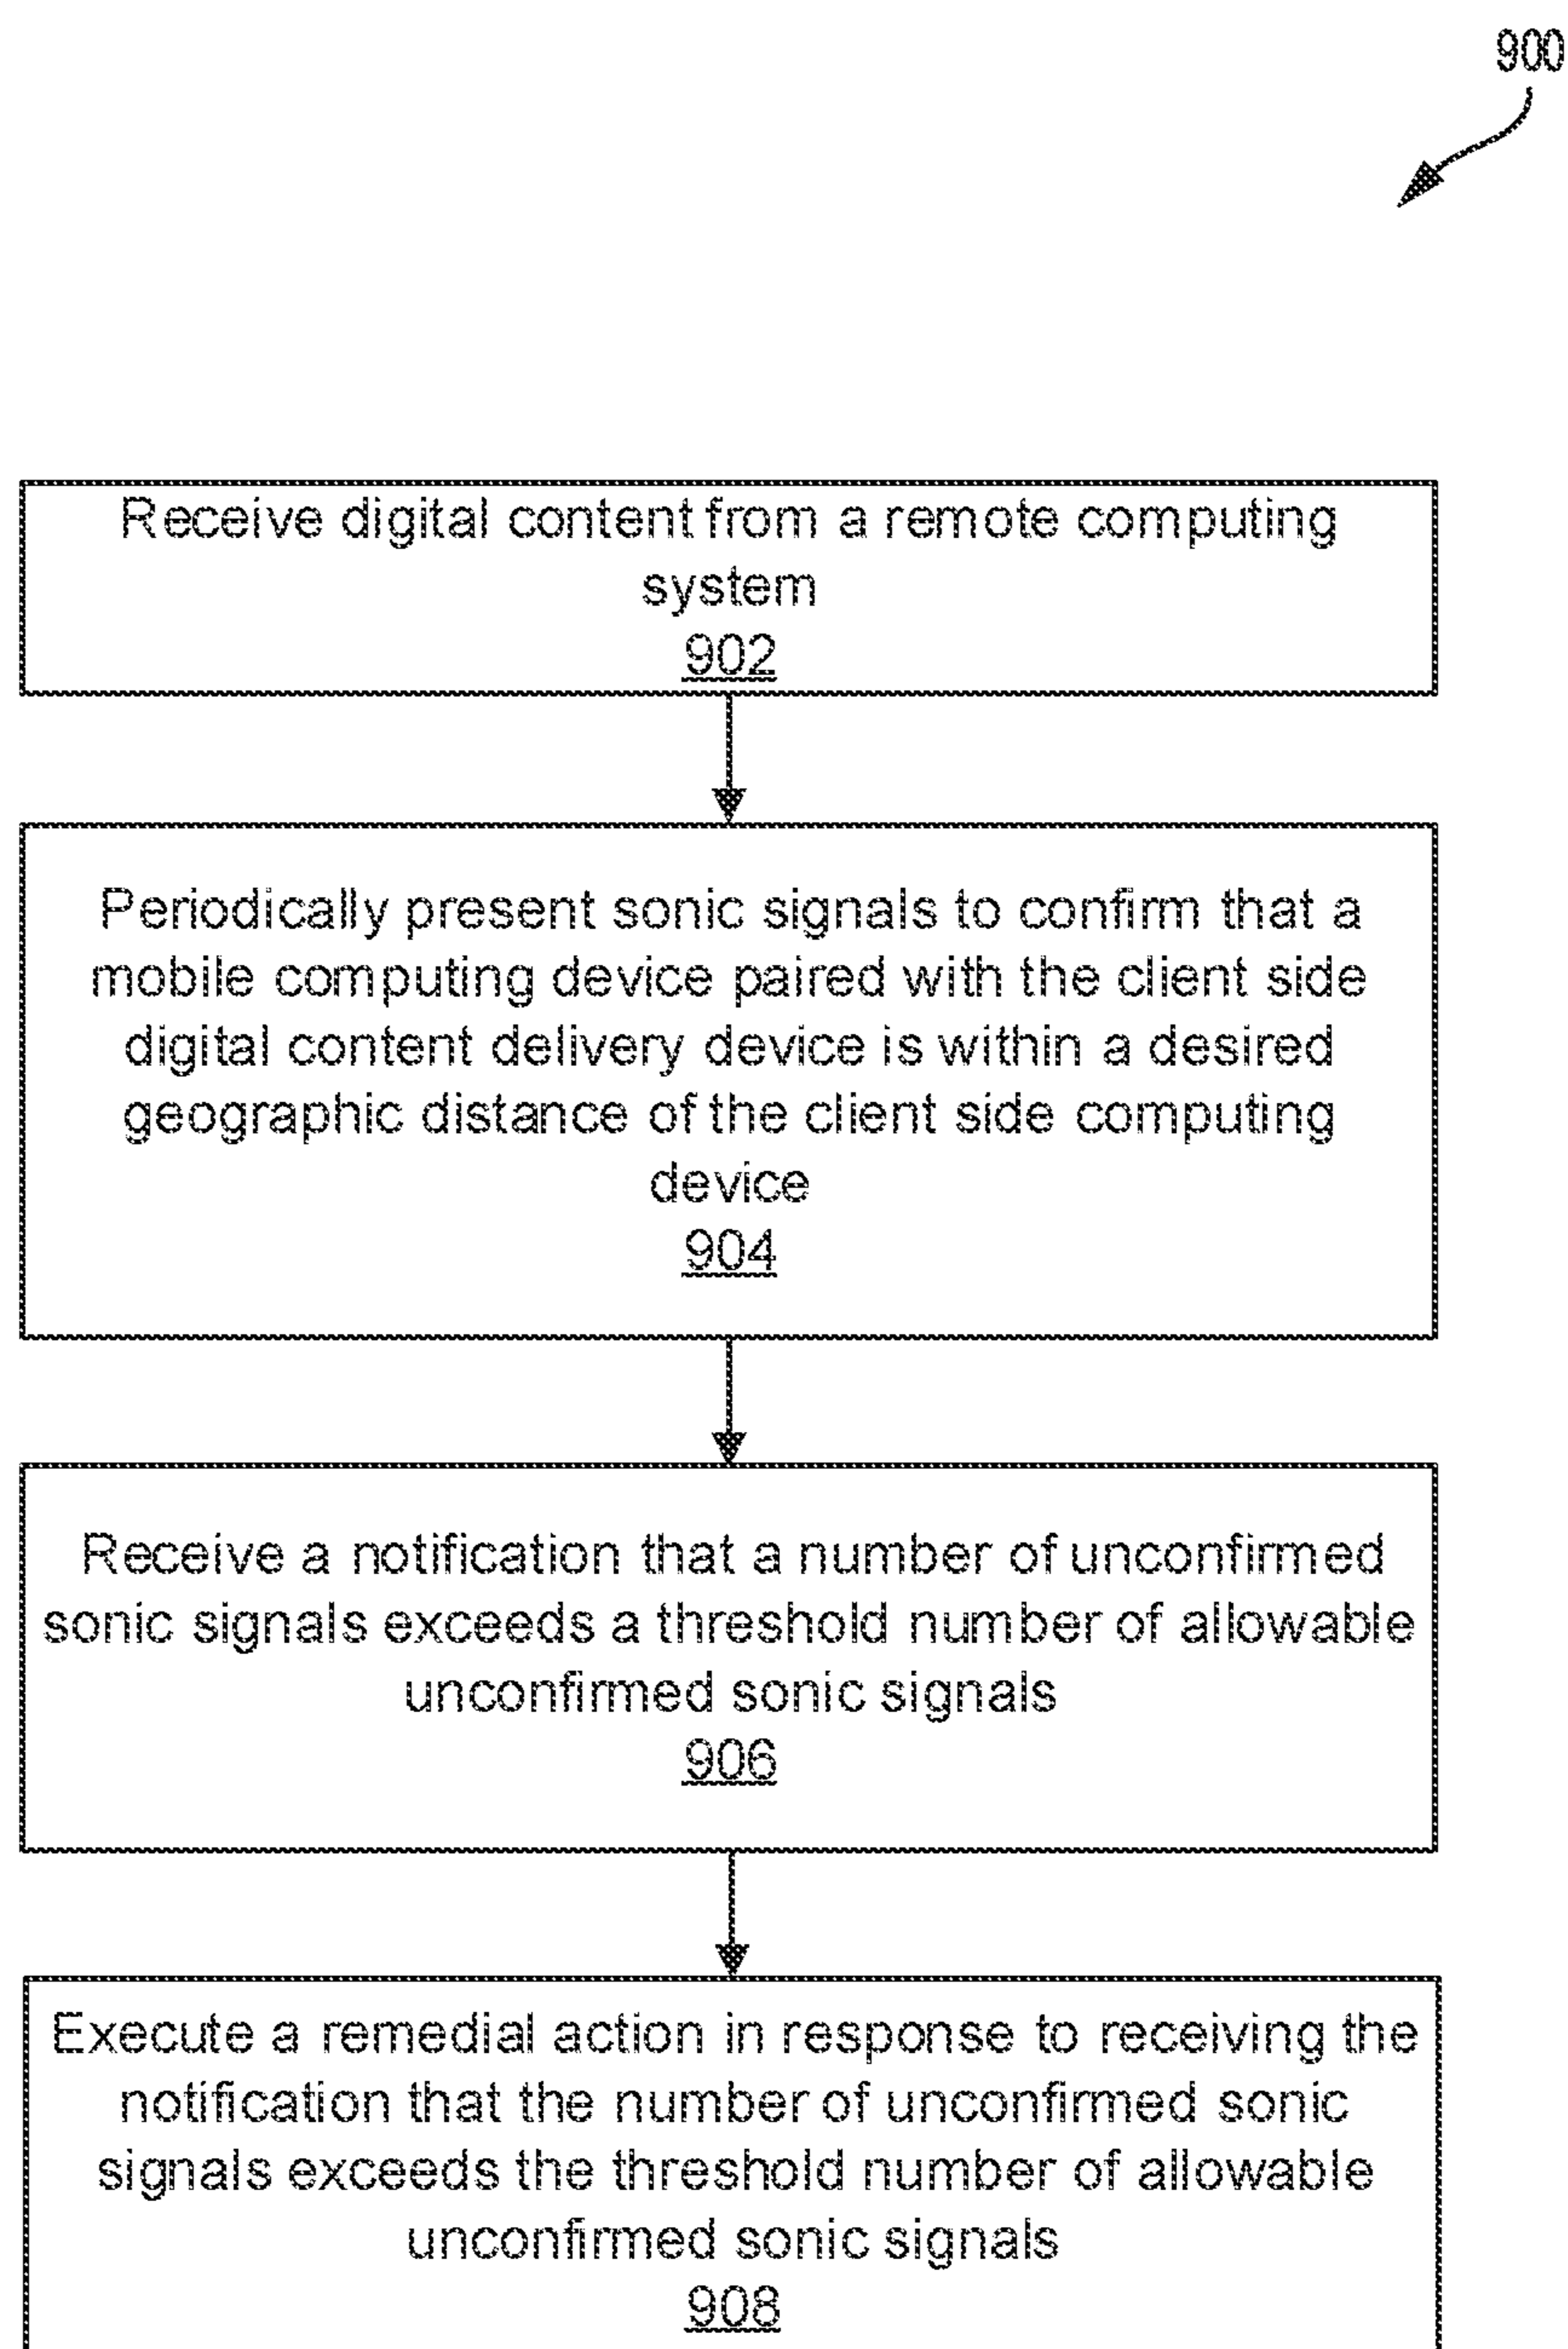 900
Receive digital content from a remote computing
system
902
Periodically present sonic signals to confirm that a
mobile computing device paired with the client side
digital content delivery device is within a desired
geographic distance of the client side computing
device
904
Receive a notification that a number of unconfirmed
sonic signals exceeds a threshold number of allowable
unconfirmed sonic signals
906
Execute a remedial action in response to receiving the
notification that the number of unconfirmed sonic
signals exceeds the threshold number of allowable
unconfirmed sonic signals
908